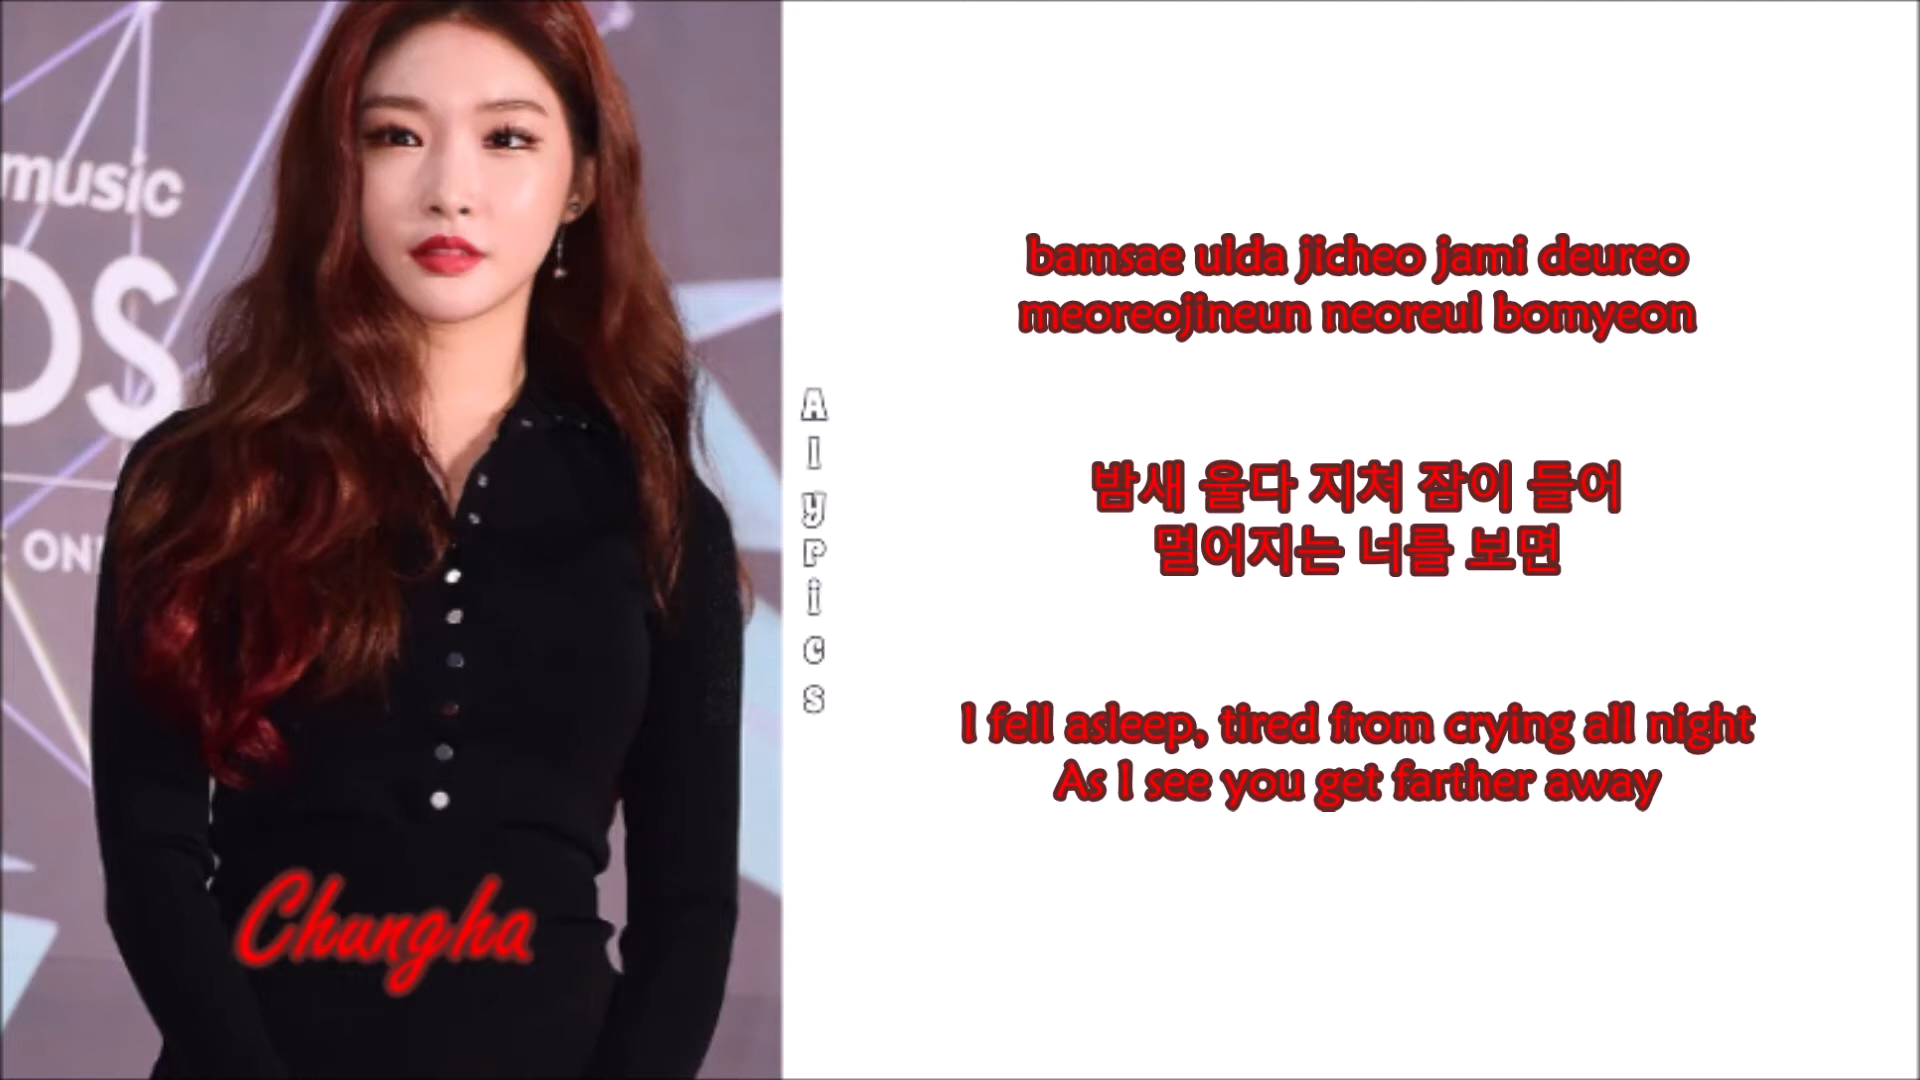 music
OS
E ON
Chungha
Alypics
bamsae ulda jicheo jami deureo
meoreojineun neoreul bomyeon
밤새 울다 지쳐 잠이 들어
멀어지는 너를 보면
I fell asleep, tired from crying all night
As I see you get farther away